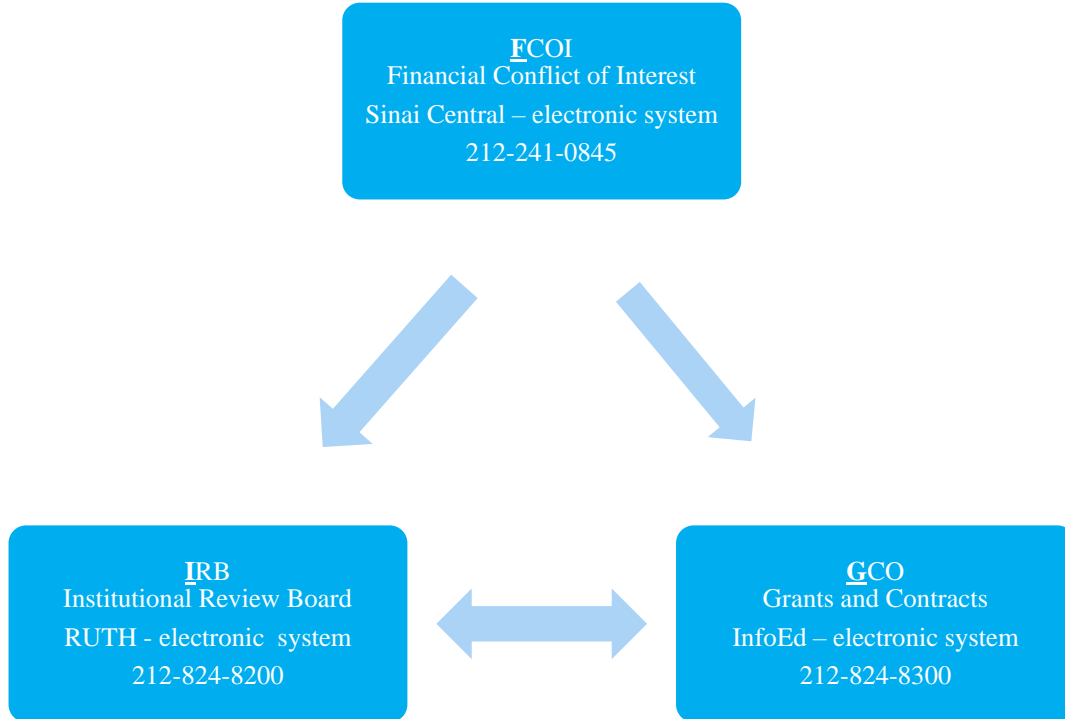 FCOI
Financial Conflict of Interest
Sinai Central – electronic system
212-241-0845
IRB
Institutional Review Board
RUTH - electronic  system
212-824-8200
GCO
Grants and Contracts
InfoEd – electronic system
212-824-8300